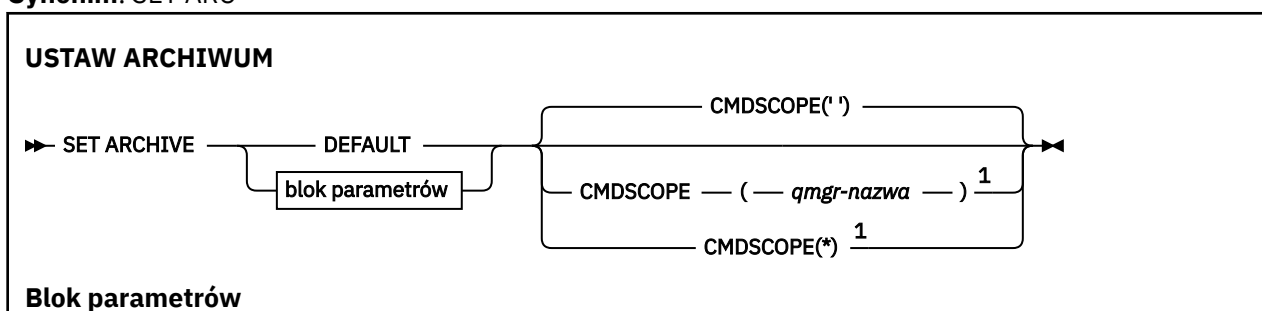 Synonim: SET ARC
USTAW ARCHIWUM
CMDSCOPE(' ')
SET ARCHIVE DEFAULT
blok parametrów
CMDSCOPE ( qmgr-nazwa ) 1
CMDSCOPE(*) 1
Blok parametrów